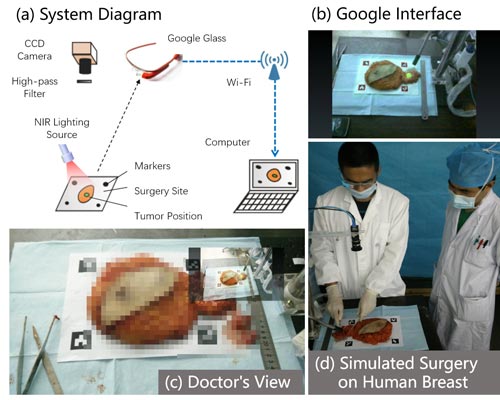 (a) System Diagram
Google Glass
CCD
Camera
High-pass
Filter
Wi-Fi
NIR Lighting
Source
Computer
Markers
Surgery Site
Tumor Position
(b) Google Interface
(c) Doctor's View
(d) Simulated Surgery
on Human Breast